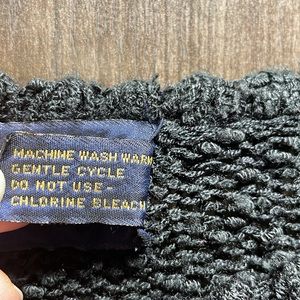 MACHINE WASH WARM
GENTLE CYCLE
DO NOT USE
CHLORINE BLEACH